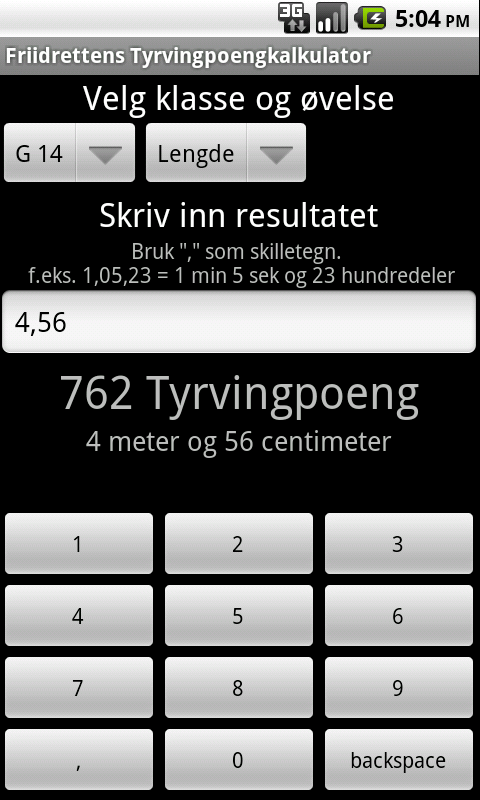 3G 5:04 PM
Friidrettens Tyrvingpoengkalkulator
Velg klasse og øvelse
G 14 Lengde
Skriv inn resultatet
Bruk "," som skilletegn.
f.eks. 1,05,23 = 1 min 5 sek og 23 hundredeler
4,56
762 Tyrvingpoeng
4 meter og 56 centimeter
1 2 3
4 5 6
7 8 9
, 0 backspace